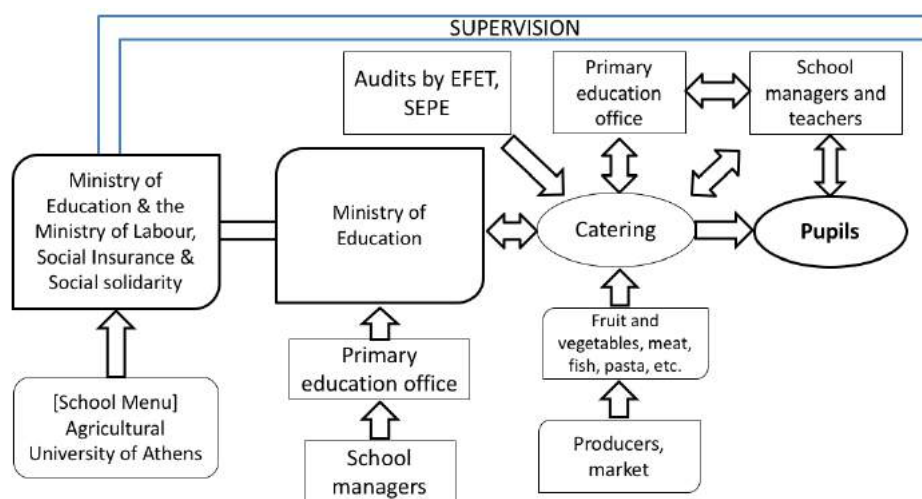 SUPERVISION
Audits by EFET,
SEPE
Primary
education
office
School
managers and
teachers
Ministry of
Education & the
Ministry of Labour,
Social Insurance &
Social solidarity
Ministry of
Education
Catering
Pupils
[School Menu]
Agricultural
University of Athens
Primary
education office
School
managers
Fruit and
vegetables, meat,
fish, pasta, etc.
Producers,
market